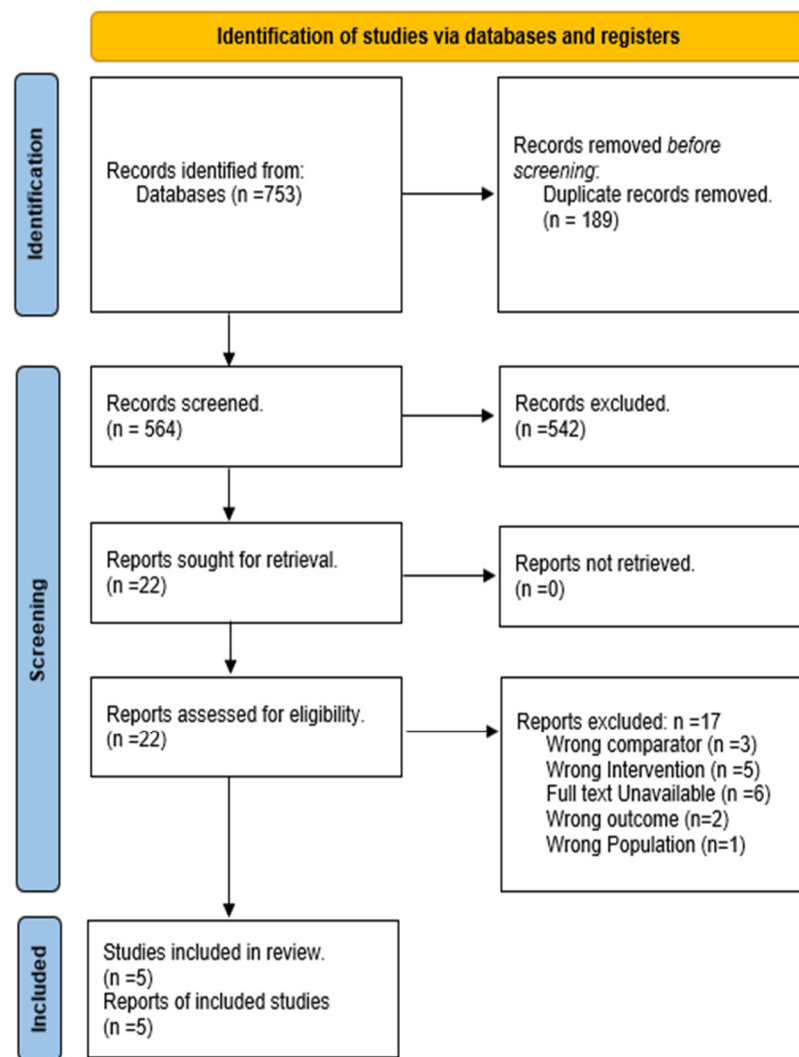 Identification of studies via databases and registers
Identification
Records identified from:
Databases (n =753)
Records removed before
screening:
Duplicate records removed.
(n = 189)
Screening
Records screened.
(n = 564)
Records excluded.
(n =542)
Reports sought for retrieval.
(n =22)
Reports not retrieved.
(n =0)
Reports assessed for eligibility.
(n =22)
Reports excluded: n =17
Wrong comparator (n =3)
Wrong Intervention (n =5)
Full text Unavailable (n =6)
Wrong outcome (n=2)
Wrong Population (n=1)
Included
Studies included in review.
(n =5)
Reports of included studies
(n =5)